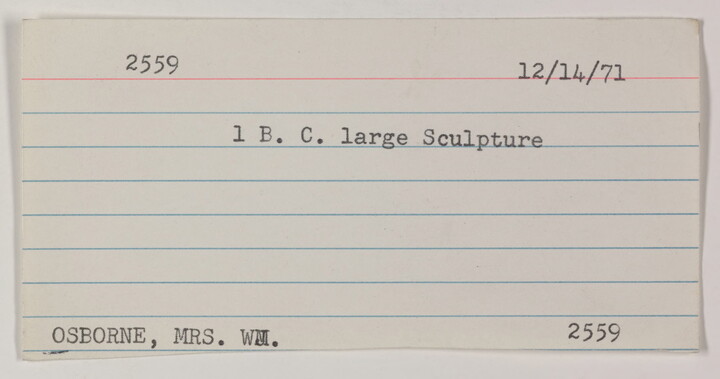 2559 12/14/71
1 B. C. large Sculpture
OSBORNE, MRS. WM. 2559